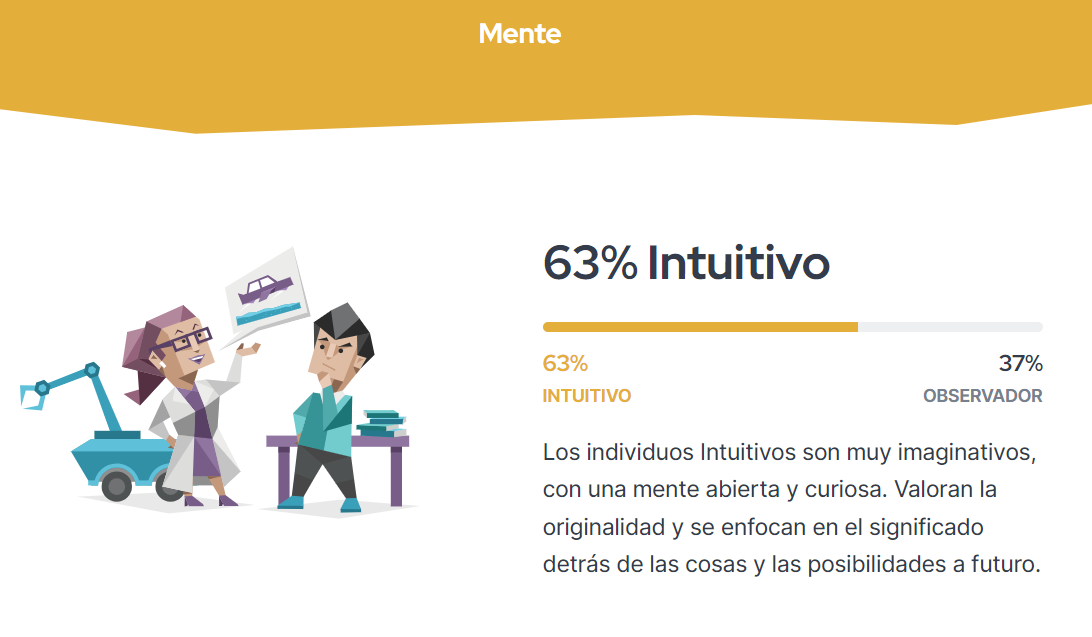 Mente
63% Intuitivo
63%
37%
INTUITIVO
OBSERVADOR
Los individuos Intuitivos son muy imaginativos,
con una mente abierta y curiosa. Valoran la
originalidad y se enfocan en el significado
detrás de las cosas y las posibilidades a futuro.